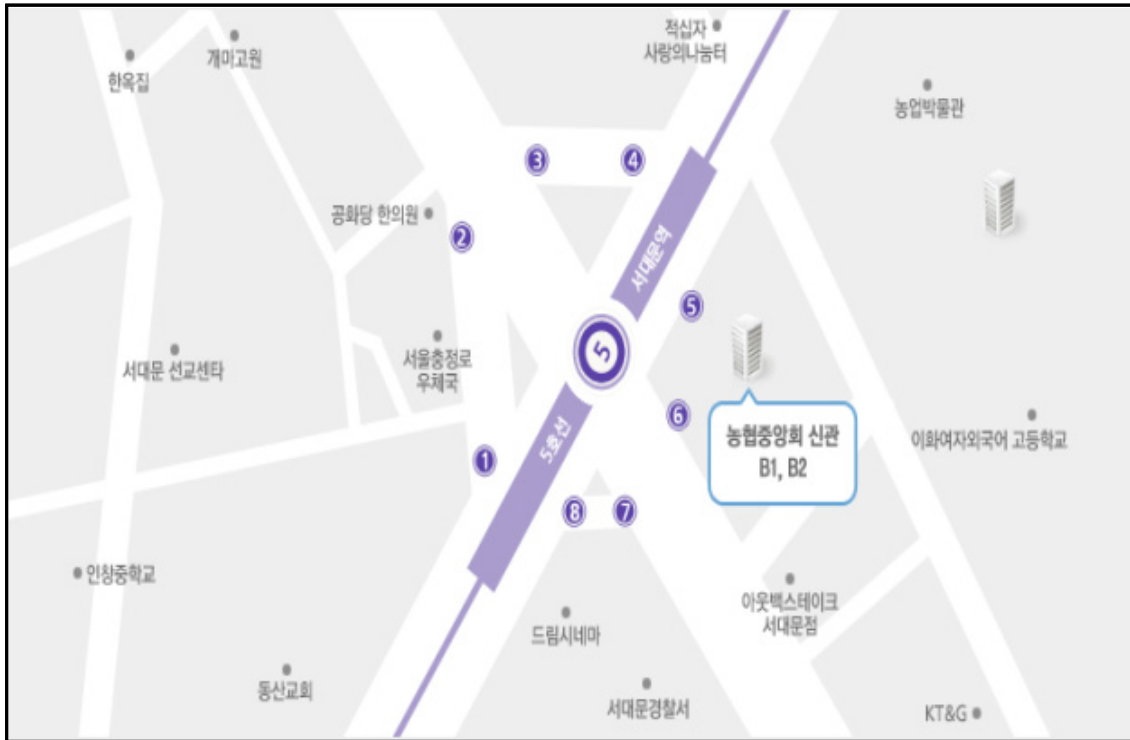 적십자
사랑의나눔터
개미고원
한옥집
농업박물관
3
4
공화당 한의원
2
서대문역
5
서울충정로
우체국
서대문 선교센타
5
6
농협중앙회 신관
B1, B2
이화여자외국어 고등학교
5호선
1
8
7
인창중학교
아웃백스테이크
서대문점
드림시네마
동산교회
서대문경찰서
KT&G